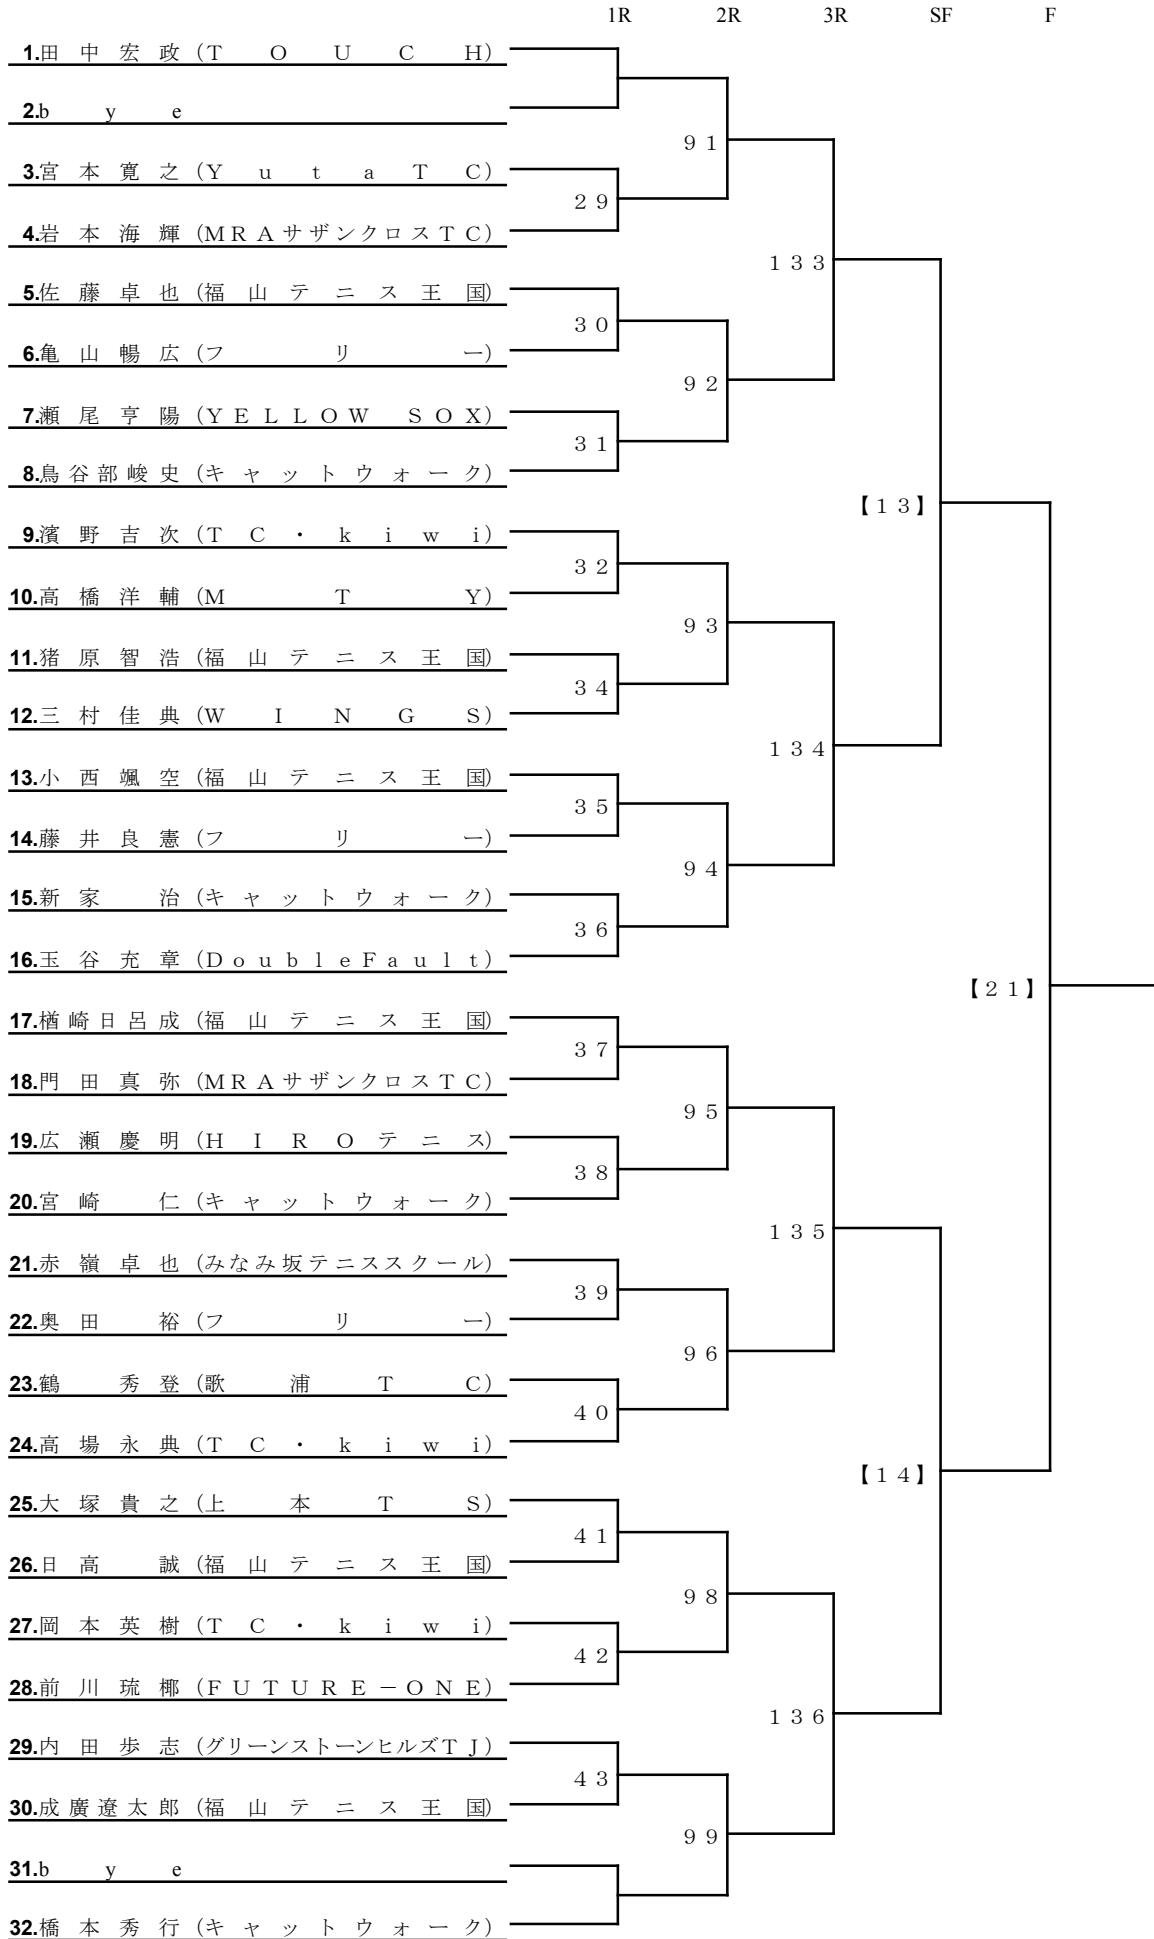 1R 2R 3R SF F
1.田中宏政(TOUCH)
2.bye
91
3.宮本寛之(YutaTC)
29
4.岩本海輝(MRAサザンクロスTC)
133
5.佐藤卓也(福山テニス王国)
30
6.亀山暢広(フリー)
92
7.瀬尾亨陽(YELLOW SOX)
31
8.鳥谷部峻史(キャットウォーク)
【13】
9.濱野吉次(TC・kiwi)
32
10.高橋洋輔(MTY)
93
11.猪原智浩(福山テニス王国)
34
12.三村佳典(WINGS)
134
13.小西颯空(福山テニス王国)
35
14.藤井良憲(フリー)
94
15.新家治(キャットウォーク)
36
16.玉谷充章(DoubleFault)
【21】
17.楢崎日呂成(福山テニス王国)
37
18.門田真弥(MRAサザンクロスTC)
95
19.広瀬慶明(HIROテニス)
38
20.宮崎仁(キャットウォーク)
135
21.赤嶺卓也(みなみ坂テニススクール)
39
22.奥田裕(フリー)
96
23.鶴秀登(歌浦TC)
40
24.高場永典(TC・kiwi)
【14】
25.大塚貴之(上本TS)
41
26.日高誠(福山テニス王国)
98
27.岡本英樹(TC・kiwi)
42
28.前川琉椰(FUTURE－ONE)
136
29.内田歩志(グリーンストーンヒルズTJ)
43
30.成廣遼太郎(福山テニス王国)
99
31.bye
32.橋本秀行(キャットウォーク)